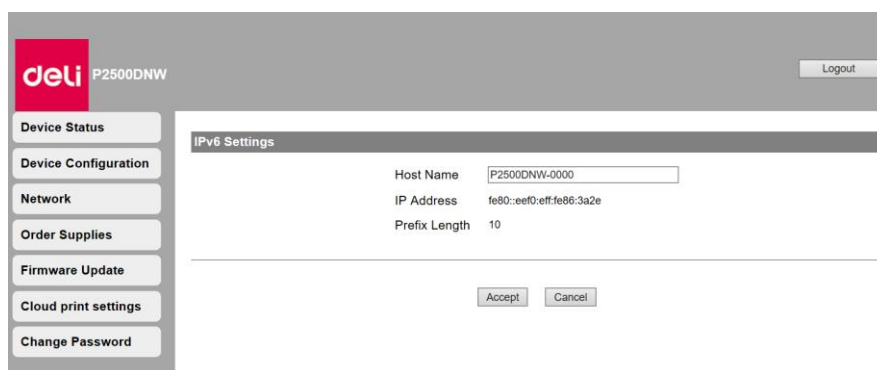 deli P2500DNW
Logout
Device Status
Device Configuration
Network
Order Supplies
Firmware Update
Cloud print settings
Change Password
IPv6 Settings
Host Name P2500DNW-0000
IP Address fe80::eef0:eff:fe86:3a2e
Prefix Length 10
Accept Cancel